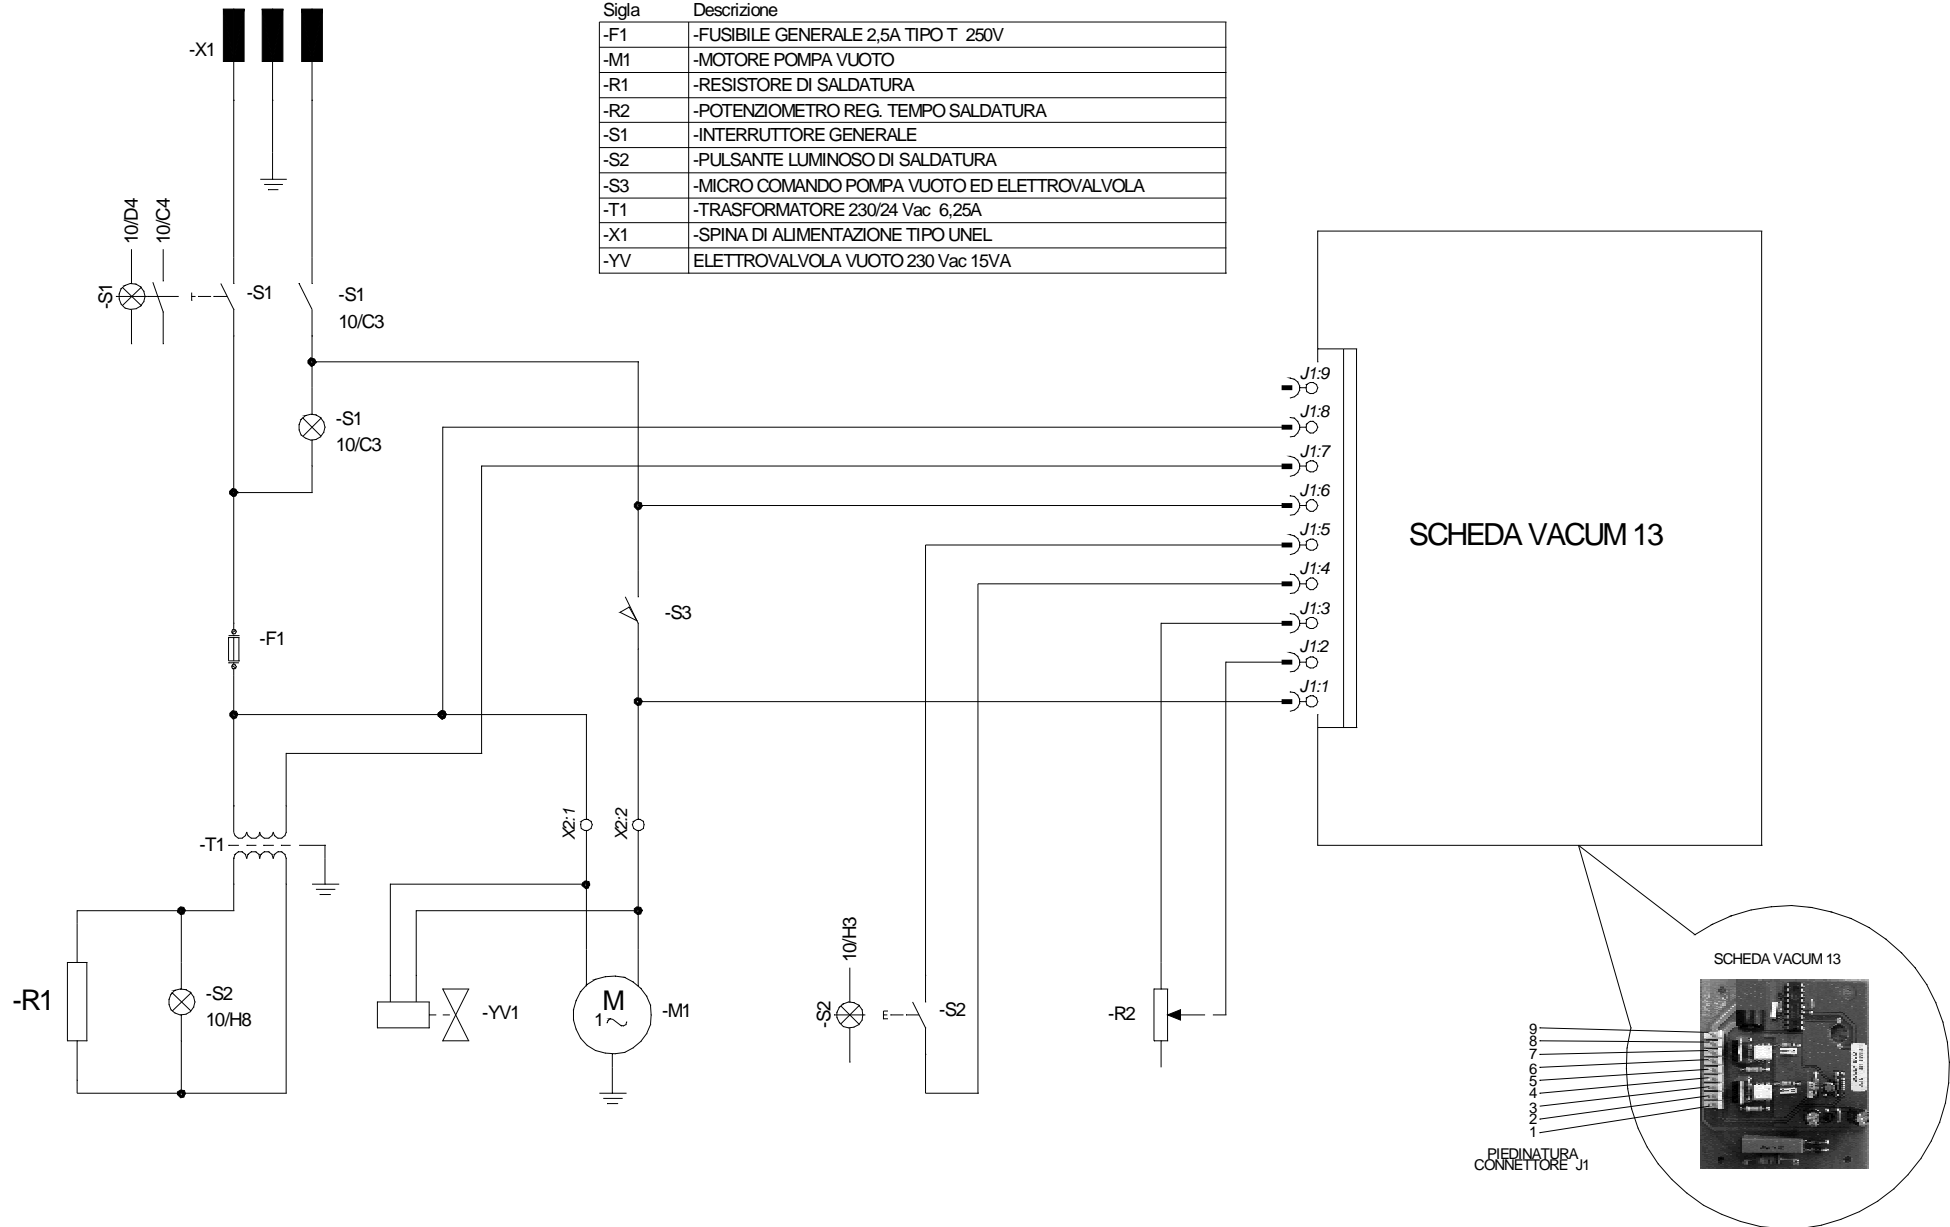 Sigla Descrizione
-F1 -FUSIBILE GENERALE 2,5A TIPO T 250V
-M1 -MOTORE POMPA VUOTO
-R1 -RESISTORE DI SALDATURA
-R2 -POTENZIOMETRO REG. TEMPO SALDATURA
-S1 -INTERRUTTORE GENERALE
-S2 -PULSANTE LUMINOSO DI SALDATURA
-S3 -MICRO COMANDO POMPA VUOTO ED ELETTROVALVOLA
-T1 -TRASFORMATORE 230/24 Vac 6,25A
-X1 -SPINA DI ALIMENTAZIONE TIPO UNEL
-YV ELETTROVALVOLA VUOTO 230 Vac 15VA
-X1
10/D4
10/C4
-S1
-S1
-S1
10/C3
-S1
10/C3
-F1
-S3
J1:9
J1:8
J1:7
J1:6
J1:5
J1:4
J1:3
J1:2
J1:1
SCHEDA VACUM 13
X2:1
X2:2
-T1
-R1
-S2
10/H8
-YV1
M
1~
-M1
10/H3
-S2
-S2
-R2
SCHEDA VACUM 13
9
8
7
6
5
4
3
2
1
PIEDINATURA
CONNETTORE J1